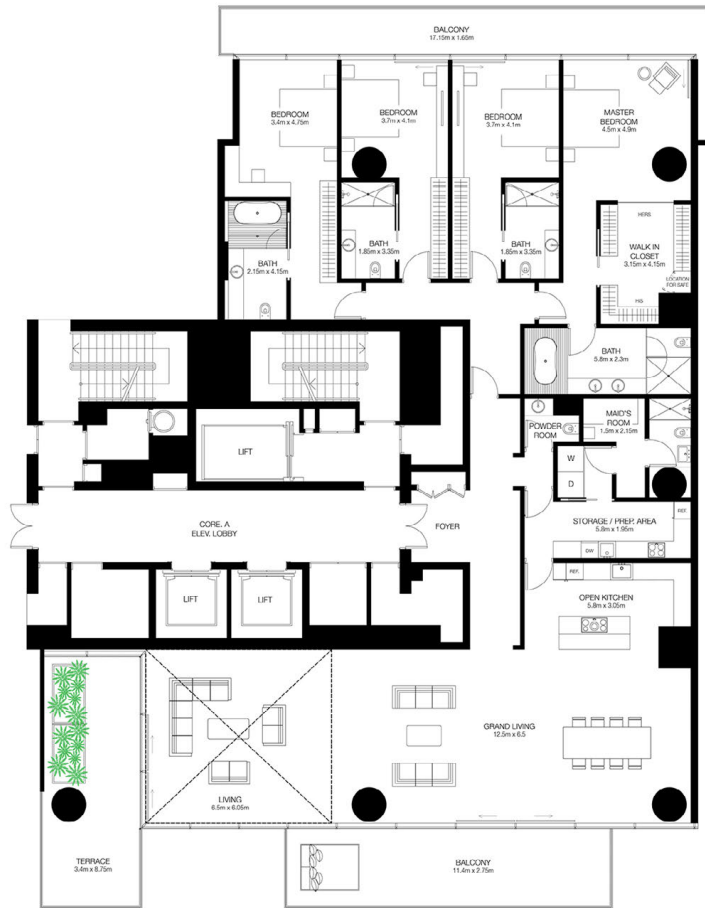 BALCONY
17.15m x 1.65m
BEDROOM
3.4m x 4.75m
BEDROOM
3.7m x 4.1m
BEDROOM
3.7m x 4.1m
MASTER
BEDROOM
4.5m x 4.9m
HERS
BATH
1.85m x 3.35m
BATH
1.85m x 3.35m
WALK IN
CLOSET
3.15m x 4.15m
BATH
2.15m x 4.15m
LOCATION
FOR SAFE
HIS
BATH
5.8m x 2.3m
POWDER
ROOM
MAID'S
ROOM
1.5m x 2.15m
LIFT
W
D
CORE. A
ELEV. LOBBY
FOYER
STORAGE / PREP. AREA
5.8m x 1.95m
REF.
DW
LIFT
LIFT
REF.
OPEN KITCHEN
5.8m x 3.05m
GRAND LIVING
12.5m x 6.5
LIVING
6.5m x 6.05m
TERRACE
3.4m x 8.75m
BALCONY
11.4m x 2.75m